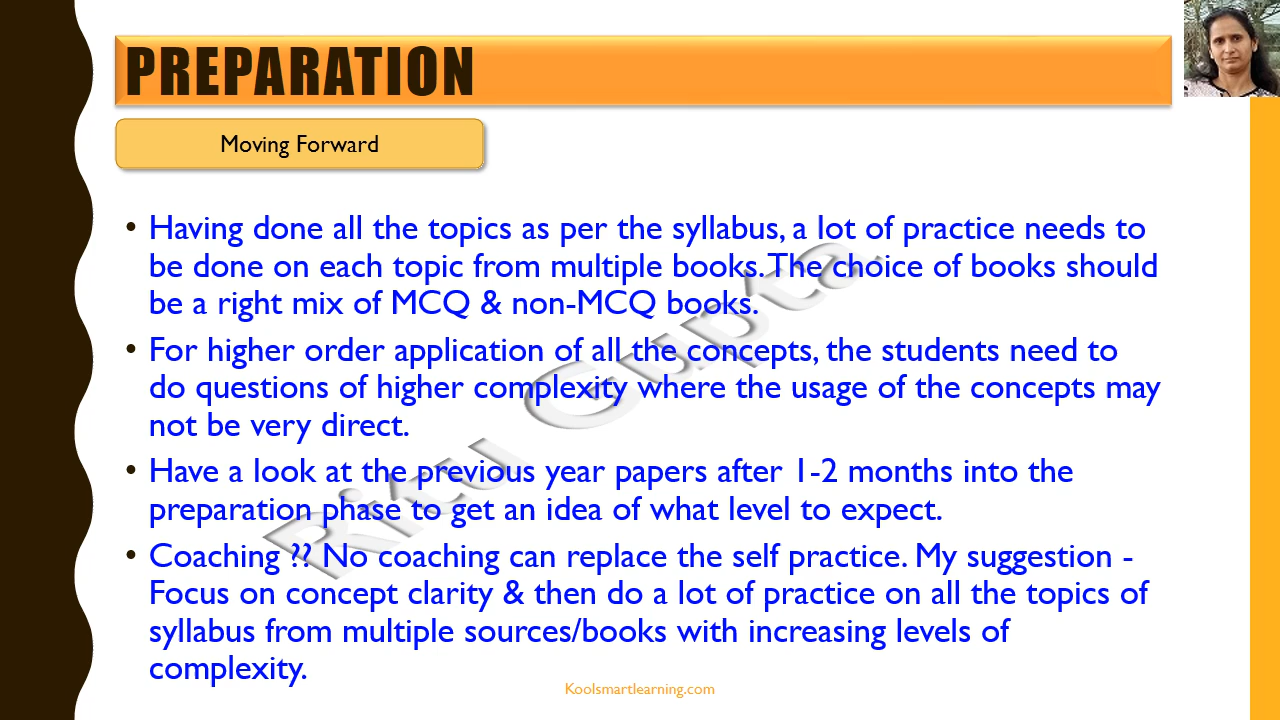 PREPARATION
Moving Forward
• Having done all the topics as per the syllabus, a lot of practice needs to
be done on each topic from multiple books. The choice of books should
be a right mix of MCQ & non-MCQ books.
• For higher order application of all the concepts, the students need to
do questions of higher complexity where the usage of the concepts may
not be very direct.
• Have a look at the previous year papers after 1-2 months into the
preparation phase to get an idea of what level to expect.
• Coaching ?? No coaching can replace the self practice. My suggestion -
Focus on concept clarity & then do a lot of practice on all the topics of
syllabus from multiple sources/books with increasing levels of
complexity.
Ritu Gupta
Koolsmartlearning.com